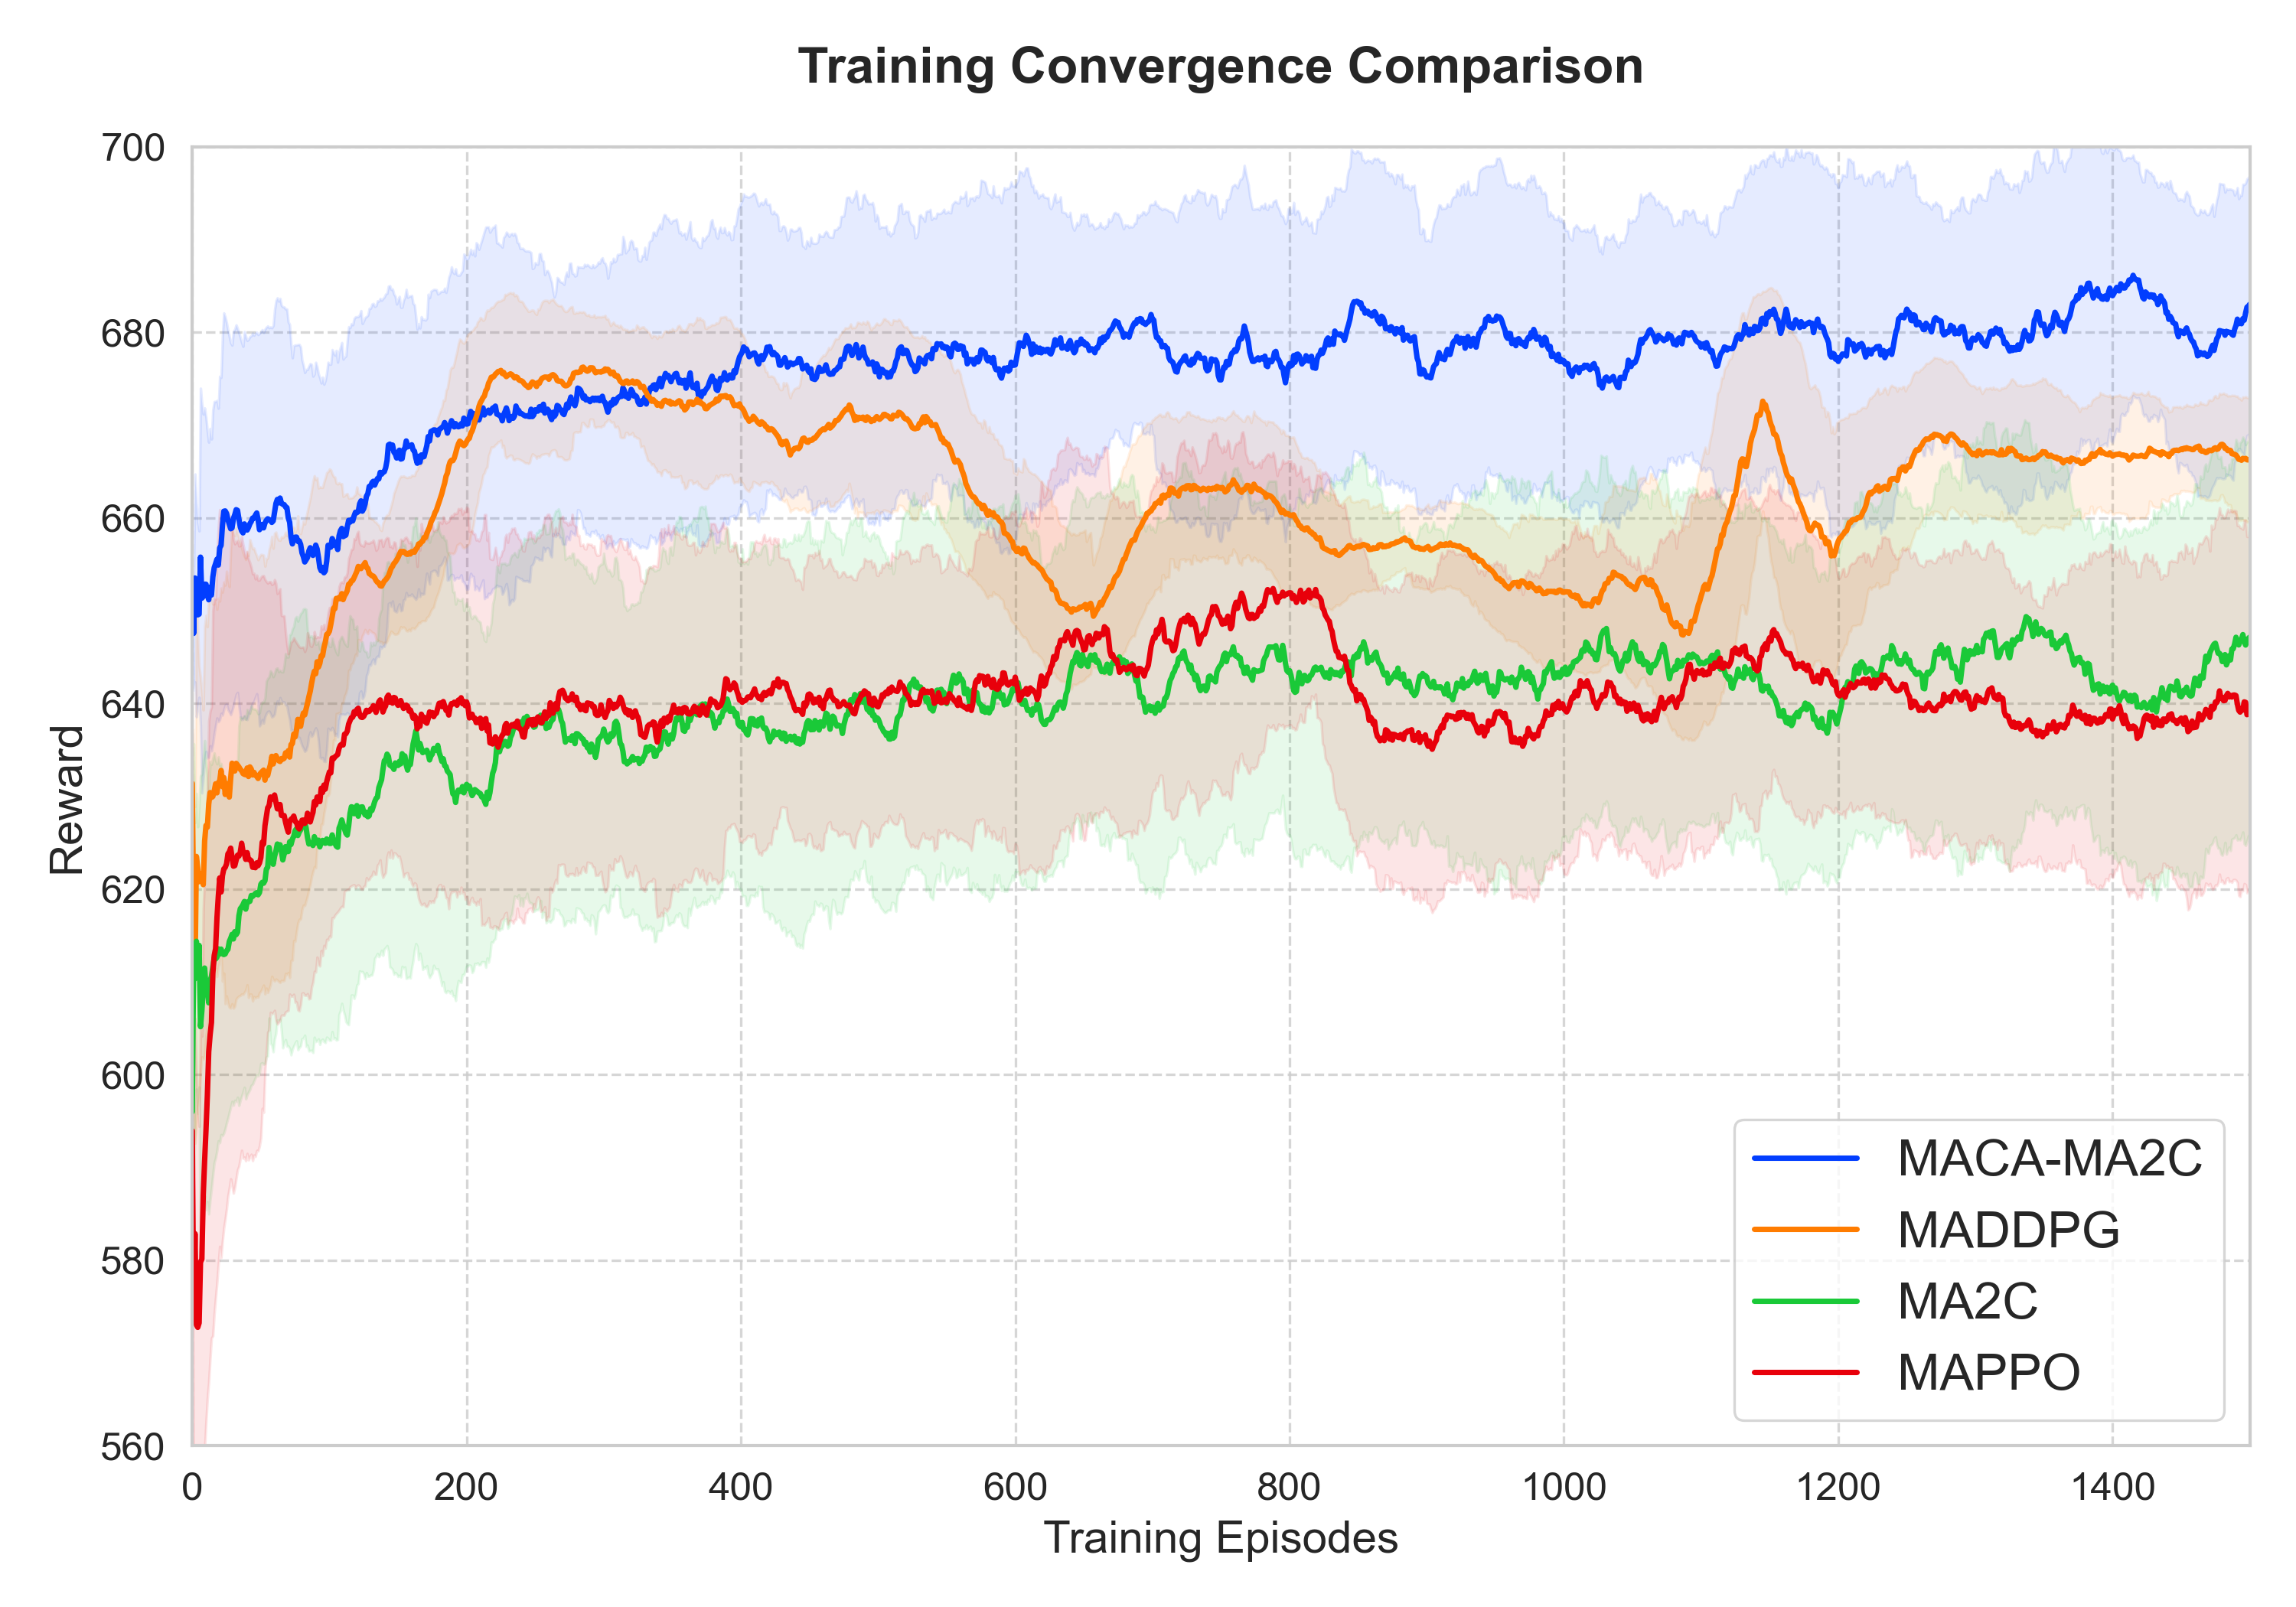 Training Convergence Comparison
700
680
660
640
620
600
580
560
Reward
0 200 400 600 800 1000 1200 1400
Training Episodes
MACA-MA2C
MADDPG
MA2C
MAPPO